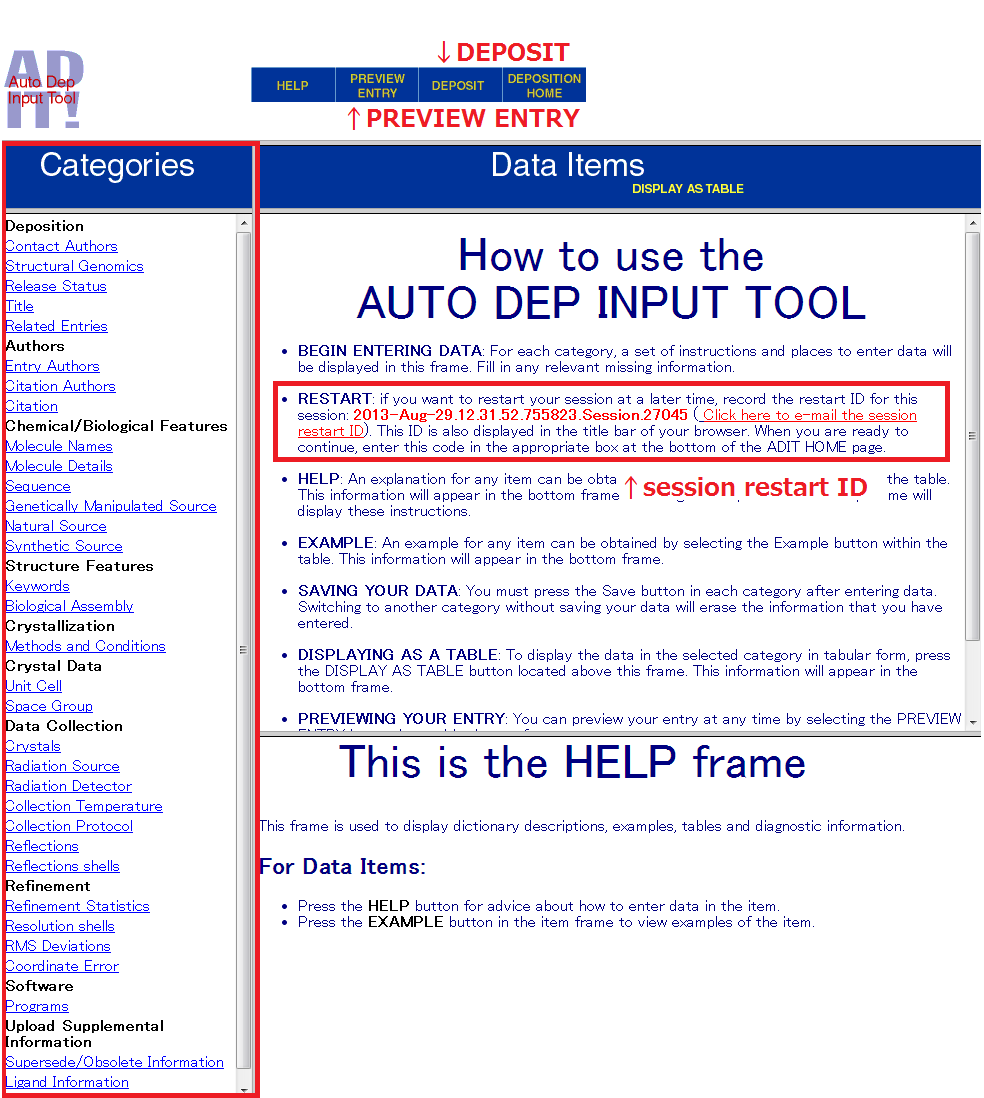 AD
IT!
Auto Dep
Input Tool
↓DEPOSIT
HELP
PREVIEW
ENTRY
DEPOSIT
DEPOSITION
HOME
↑PREVIEW ENTRY
Categories
Deposition
Contact Authors
Structural Genomics
Release Status
Title
Related Entries
Authors
Entry Authors
Citation Authors
Citation
Chemical/Biological Features
Molecule Names
Molecule Details
Sequence
Genetically Manipulated Source
Natural Source
Synthetic Source
Structure Features
Keywords
Biological Assembly
Crystallization
Methods and Conditions
Crystal Data
Unit Cell
Space Group
Data Collection
Crystals
Radiation Source
Radiation Detector
Collection Temperature
Collection Protocol
Reflections
Reflections shells
Refinement
Refinement Statistics
Resolution shells
RMS Deviations
Coordinate Error
Software
Programs
Upload Supplemental
Information
Supersede/Obsolete Information
Ligand Information
Data Items
DISPLAY AS TABLE
How to use the
AUTO DEP INPUT TOOL
• BEGIN ENTERING DATA: For each category, a set of instructions and places to enter data will
be displayed in this frame. Fill in any relevant missing information.
• RESTART: if you want to restart your session at a later time, record the restart ID for this
session: 2013-Aug-29.12.31.52.755823.Session.27045 ( Click here to e-mail the session
restart ID). This ID is also displayed in the title bar of your browser. When you are ready to
continue, enter this code in the appropriate box at the bottom of the ADIT HOME page.
• HELP: An explanation for any item can be obta the table.
This information will appear in the bottom frame me will
display these instructions.
↑session restart ID
• EXAMPLE: An example for any item can be obtained by selecting the Example button within the
table. This information will appear in the bottom frame.
• SAVING YOUR DATA: You must press the Save button in each category after entering data.
Switching to another category without saving your data will erase the information that you have
entered.
• DISPLAYING AS A TABLE: To display the data in the selected category in tabular form, press
the DISPLAY AS TABLE button located above this frame. This information will appear in the
bottom frame.
• PREVIEWING YOUR ENTRY: You can preview your entry at any time by selecting the PREVIEW
This is the HELP frame
This frame is used to display dictionary descriptions, examples, tables and diagnostic information.
For Data Items:
• Press the HELP button for advice about how to enter data in the item.
• Press the EXAMPLE button in the item frame to view examples of the item.